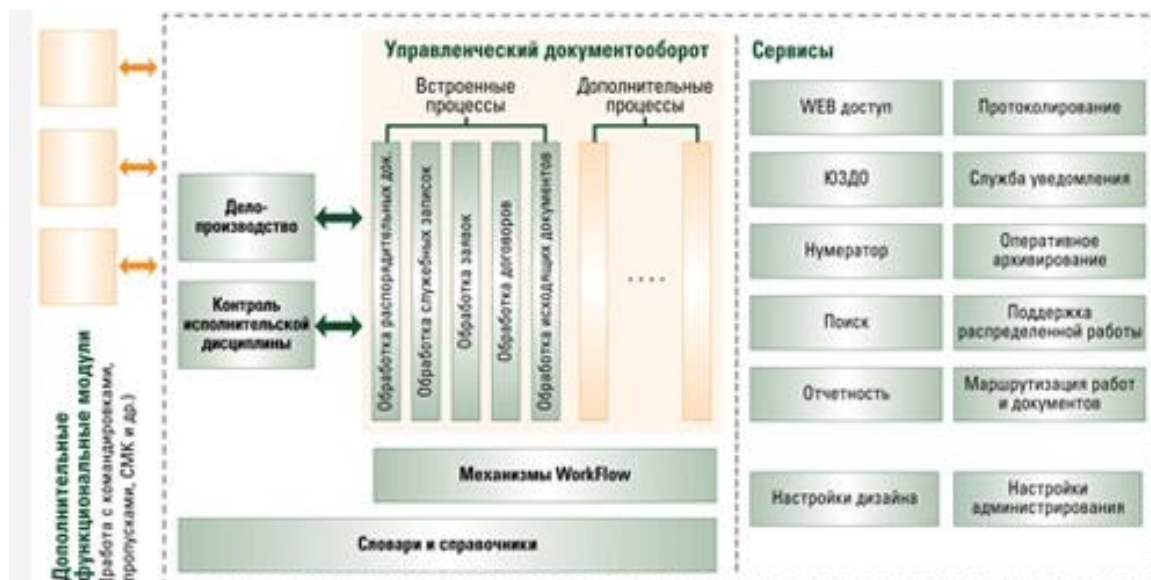 Управленческий документооборот
Встроенные
процессы
Дополнительные
процессы
Обработка распорядительных док.
Обработка служебных записок
Обработка заявок
Обработка договоров
Обработка исходящих документов
....
Дело-
производство
Контроль
исполнительской
дисциплины
Механизмы WorkFlow
Словари и справочники
Дополнительные
функциональные модули
(работа с командировками,
пропусками, СМК и др.)
Сервисы
WEB доступ
Протоколирование
ЮЗДО
Служба уведомления
Нумератор
Оперативное
архивирование
Поиск
Поддержка
распределенной работы
Отчетность
Маршрутизация работ
и документов
Настройки дизайна
Настройки
администрирования